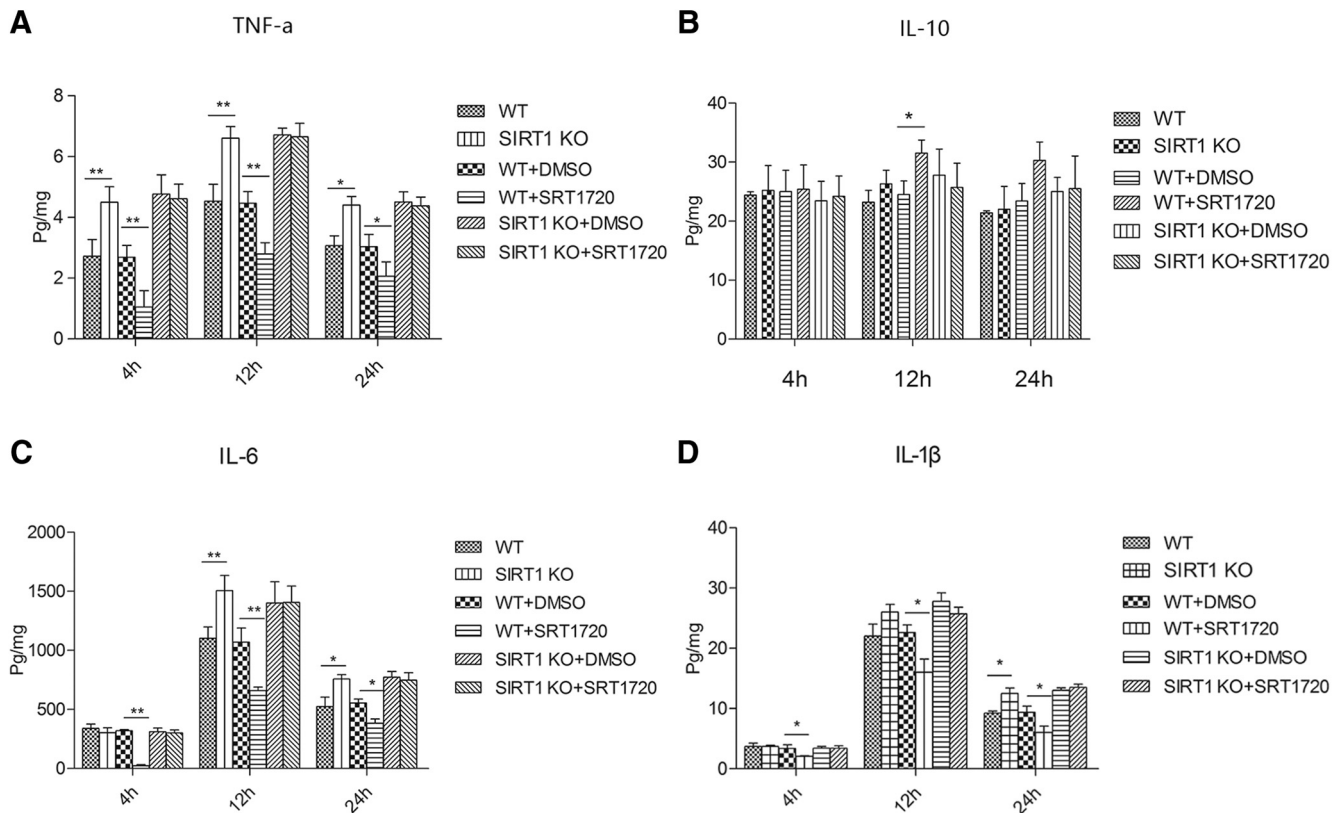 A
TNF-a
8
6
4
2
0
Pg/mg
**
**
**
**
*
*
4h
12h
24h
WT
SIRT1 KO
WT+DMSO
WT+SRT1720
SIRT1 KO+DMSO
SIRT1 KO+SRT1720
B
IL-10
40
30
20
10
0
Pg/mg
*
4h
12h
24h
WT
SIRT1 KO
WT+DMSO
WT+SRT1720
SIRT1 KO+DMSO
SIRT1 KO+SRT1720
C
IL-6
2000
1500
1000
500
0
Pg/mg
**
**
**
*
*
4h
12h
24h
WT
SIRT1 KO
WT+DMSO
WT+SRT1720
SIRT1 KO+DMSO
SIRT1 KO+SRT1720
D
IL-1β
40
30
20
10
0
Pg/mg
*
*
*
*
4h
12h
24h
WT
SIRT1 KO
WT+DMSO
WT+SRT1720
SIRT1 KO+DMSO
SIRT1 KO+SRT1720